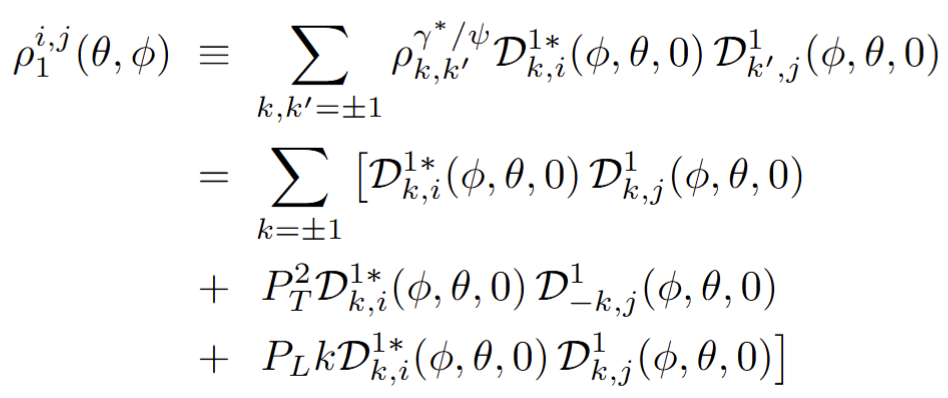 ρ_1^{i,j}(θ, ϕ) ≡ ∑_{k,k′=±1} ρ_{k,k′}^{γ*/ψ} 𝒟_{k,i}^{1*}(ϕ, θ, 0) 𝒟_{k′,j}^{1}(ϕ, θ, 0)
= ∑_{k=±1} [𝒟_{k,i}^{1*}(ϕ, θ, 0) 𝒟_{k,j}^{1}(ϕ, θ, 0)
+ P_T^2 𝒟_{k,i}^{1*}(ϕ, θ, 0) 𝒟_{−k,j}^{1}(ϕ, θ, 0)
+ P_L k 𝒟_{k,i}^{1*}(ϕ, θ, 0) 𝒟_{k,j}^{1}(ϕ, θ, 0)]